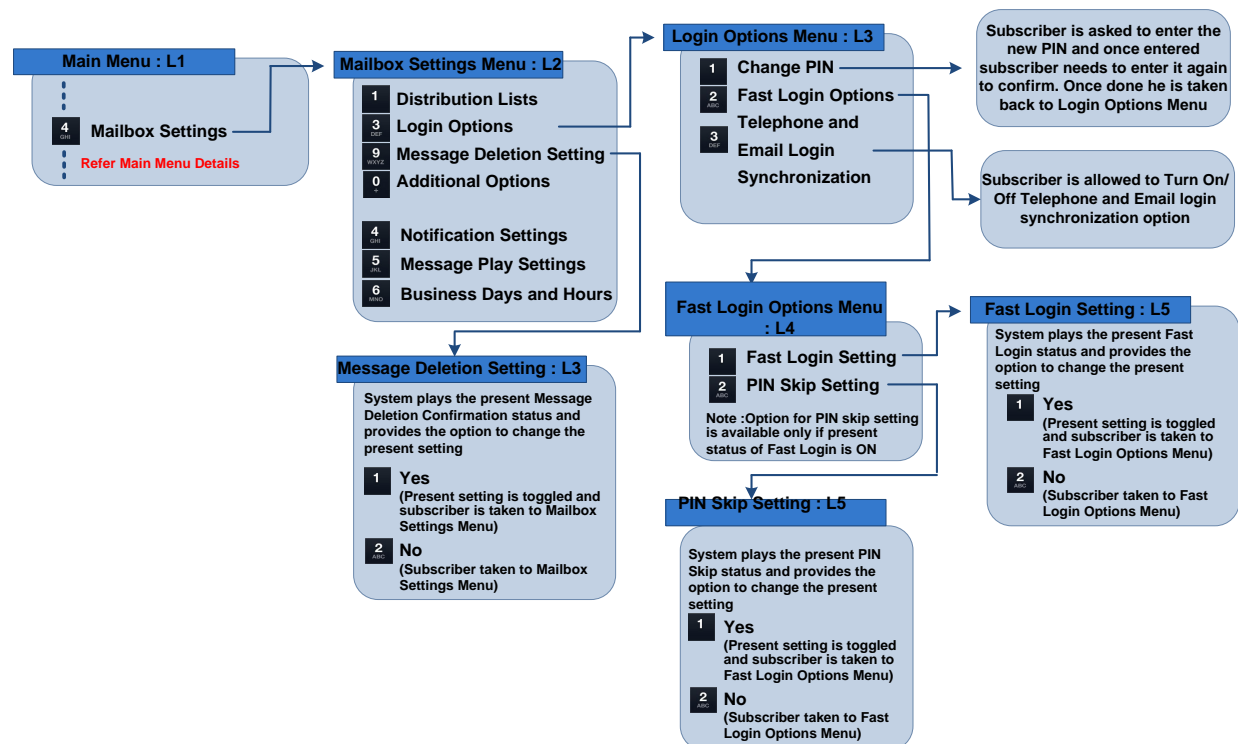 Main Menu : L1
4
GHI
Mailbox Settings
Refer Main Menu Details
Mailbox Settings Menu : L2
1
Distribution Lists
3
DEF
Login Options
9
WXYZ
Message Deletion Setting
0
+
Additional Options
4
GHI
Notification Settings
5
JKL
Message Play Settings
6
MNO
Business Days and Hours
Login Options Menu : L3
1
Change PIN
2
ABC
Fast Login Options
3
DEF
Telephone and
Email Login
Synchronization
Subscriber is asked to enter the
new PIN and once entered
subscriber needs to enter it again
to confirm. Once done he is taken
back to Login Options Menu
Subscriber is allowed to Turn On/
Off Telephone and Email login
synchronization option
Message Deletion Setting : L3
System plays the present Message
Deletion Confirmation status and
provides the option to change the
present setting
1
Yes
(Present setting is toggled and
subscriber is taken to Mailbox
Settings Menu)
2
ABC
No
(Subscriber taken to Mailbox
Settings Menu)
Fast Login Options Menu
: L4
1
Fast Login Setting
2
ABC
PIN Skip Setting
Note :Option for PIN skip setting
is available only if present
status of Fast Login is ON
Fast Login Setting : L5
System plays the present Fast
Login status and provides the
option to change the present
setting
1
Yes
(Present setting is toggled
and subscriber is taken to
Fast Login Options Menu)
2
ABC
No
(Subscriber taken to Fast
Login Options Menu)
PIN Skip Setting : L5
System plays the present PIN
Skip status and provides the
option to change the present
setting
1
Yes
(Present setting is toggled
and subscriber is taken to
Fast Login Options Menu)
2
ABC
No
(Subscriber taken to Fast
Login Options Menu)